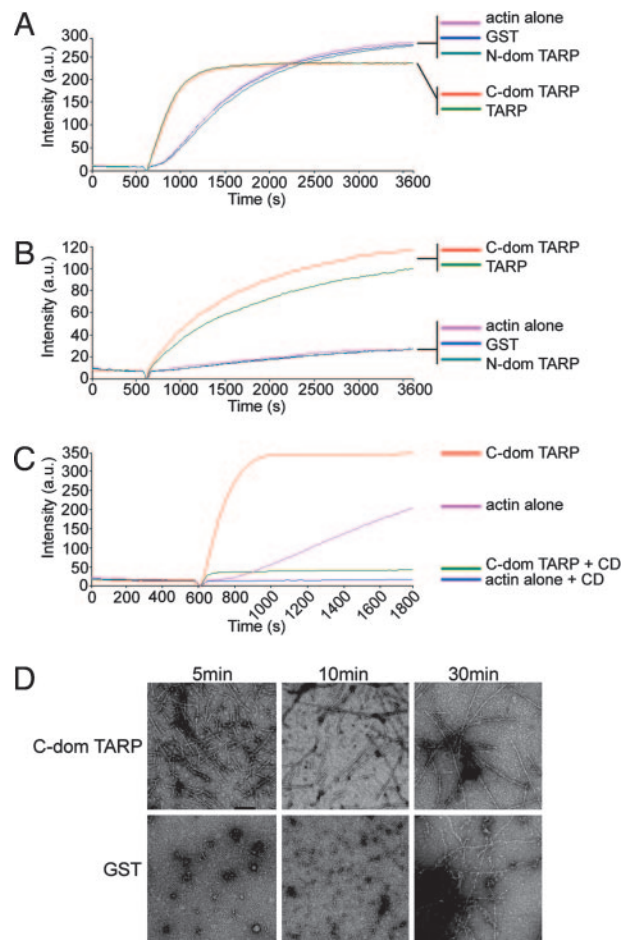 A
Intensity (a.u.)
300
250
200
150
100
50
0
0 500 1000 1500 2000 2500 3000 3600
Time (s)
actin alone
GST
N-dom TARP
C-dom TARP
TARP
B
Intensity (a.u.)
120
100
80
60
40
20
0
0 500 1000 1500 2000 2500 3000 3600
Time (s)
C-dom TARP
TARP
actin alone
GST
N-dom TARP
C
Intensity (a.u.)
350
300
250
200
150
100
50
0
0 200 400 600 800 1000 1200 1400 1600 1800
Time (s)
C-dom TARP
actin alone
C-dom TARP + CD
actin alone + CD
D
5min 10min 30min
C-dom TARP
GST